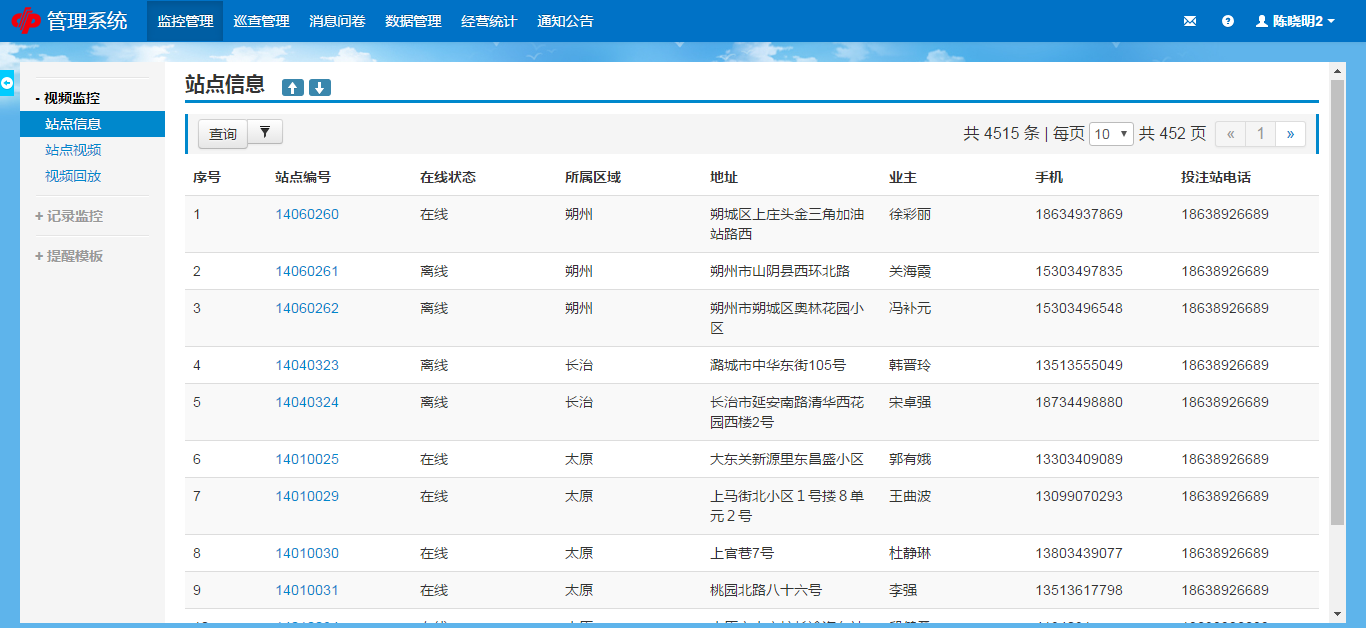 管理系统 监控管理 巡查管理 消息问卷 数据管理 经营统计 通知公告 陈晓明2
- 视频监控
站点信息
站点视频
视频回放
+ 记录监控
+ 提醒模板
站点信息
查询 共 4515 条 | 每页 10 共 452 页 « 1 »
序号 站点编号 在线状态 所属区域 地址 业主 手机 投注站电话
1 14060260 在线 朔州 朔城区上庄头金三角加油 徐彩丽 18634937869 18638926689
站路西
2 14060261 离线 朔州 朔州市山阴县西环北路 关海霞 15303497835 18638926689
3 14060262 离线 朔州 朔州市朔城区奥林花园小 冯补元 15303496548 18638926689
区
4 14040323 离线 长治 潞城市中华东街105号 韩晋玲 13513555049 18638926689
5 14040324 离线 长治 长治市延安南路清华西花 宋卓强 18734498880 18638926689
园西楼2号
6 14010025 在线 太原 大东关新源里东昌盛小区 郭有娥 13303409089 18638926689
7 14010029 在线 太原 上马街北小区１号接８单 王曲波 13099070293 18638926689
元２号
8 14010030 在线 太原 上官巷7号 杜静琳 13803439077 18638926689
9 14010031 在线 太原 桃园北路八十六号 李强 13513617798 18638926689